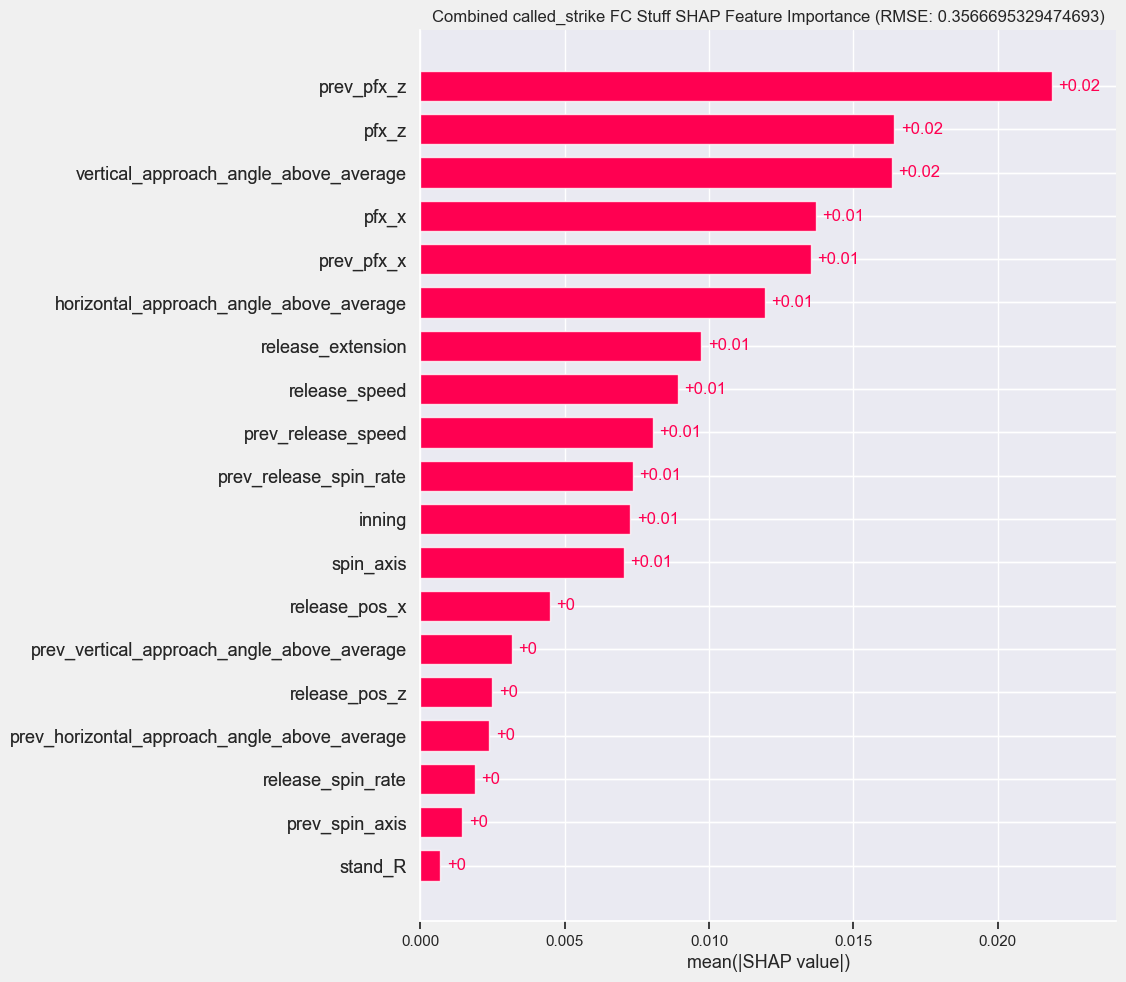 Combined called_strike FC Stuff SHAP Feature Importance (RMSE: 0.3566695329474693)
prev_pfx_z +0.02
pfx_z +0.02
vertical_approach_angle_above_average +0.02
pfx_x +0.01
prev_pfx_x +0.01
horizontal_approach_angle_above_average +0.01
release_extension +0.01
release_speed +0.01
prev_release_speed +0.01
prev_release_spin_rate +0.01
inning +0.01
spin_axis +0.01
release_pos_x +0
prev_vertical_approach_angle_above_average +0
release_pos_z +0
prev_horizontal_approach_angle_above_average +0
release_spin_rate +0
prev_spin_axis +0
stand_R +0
0.000 0.005 0.010 0.015 0.020
mean(|SHAP value|)